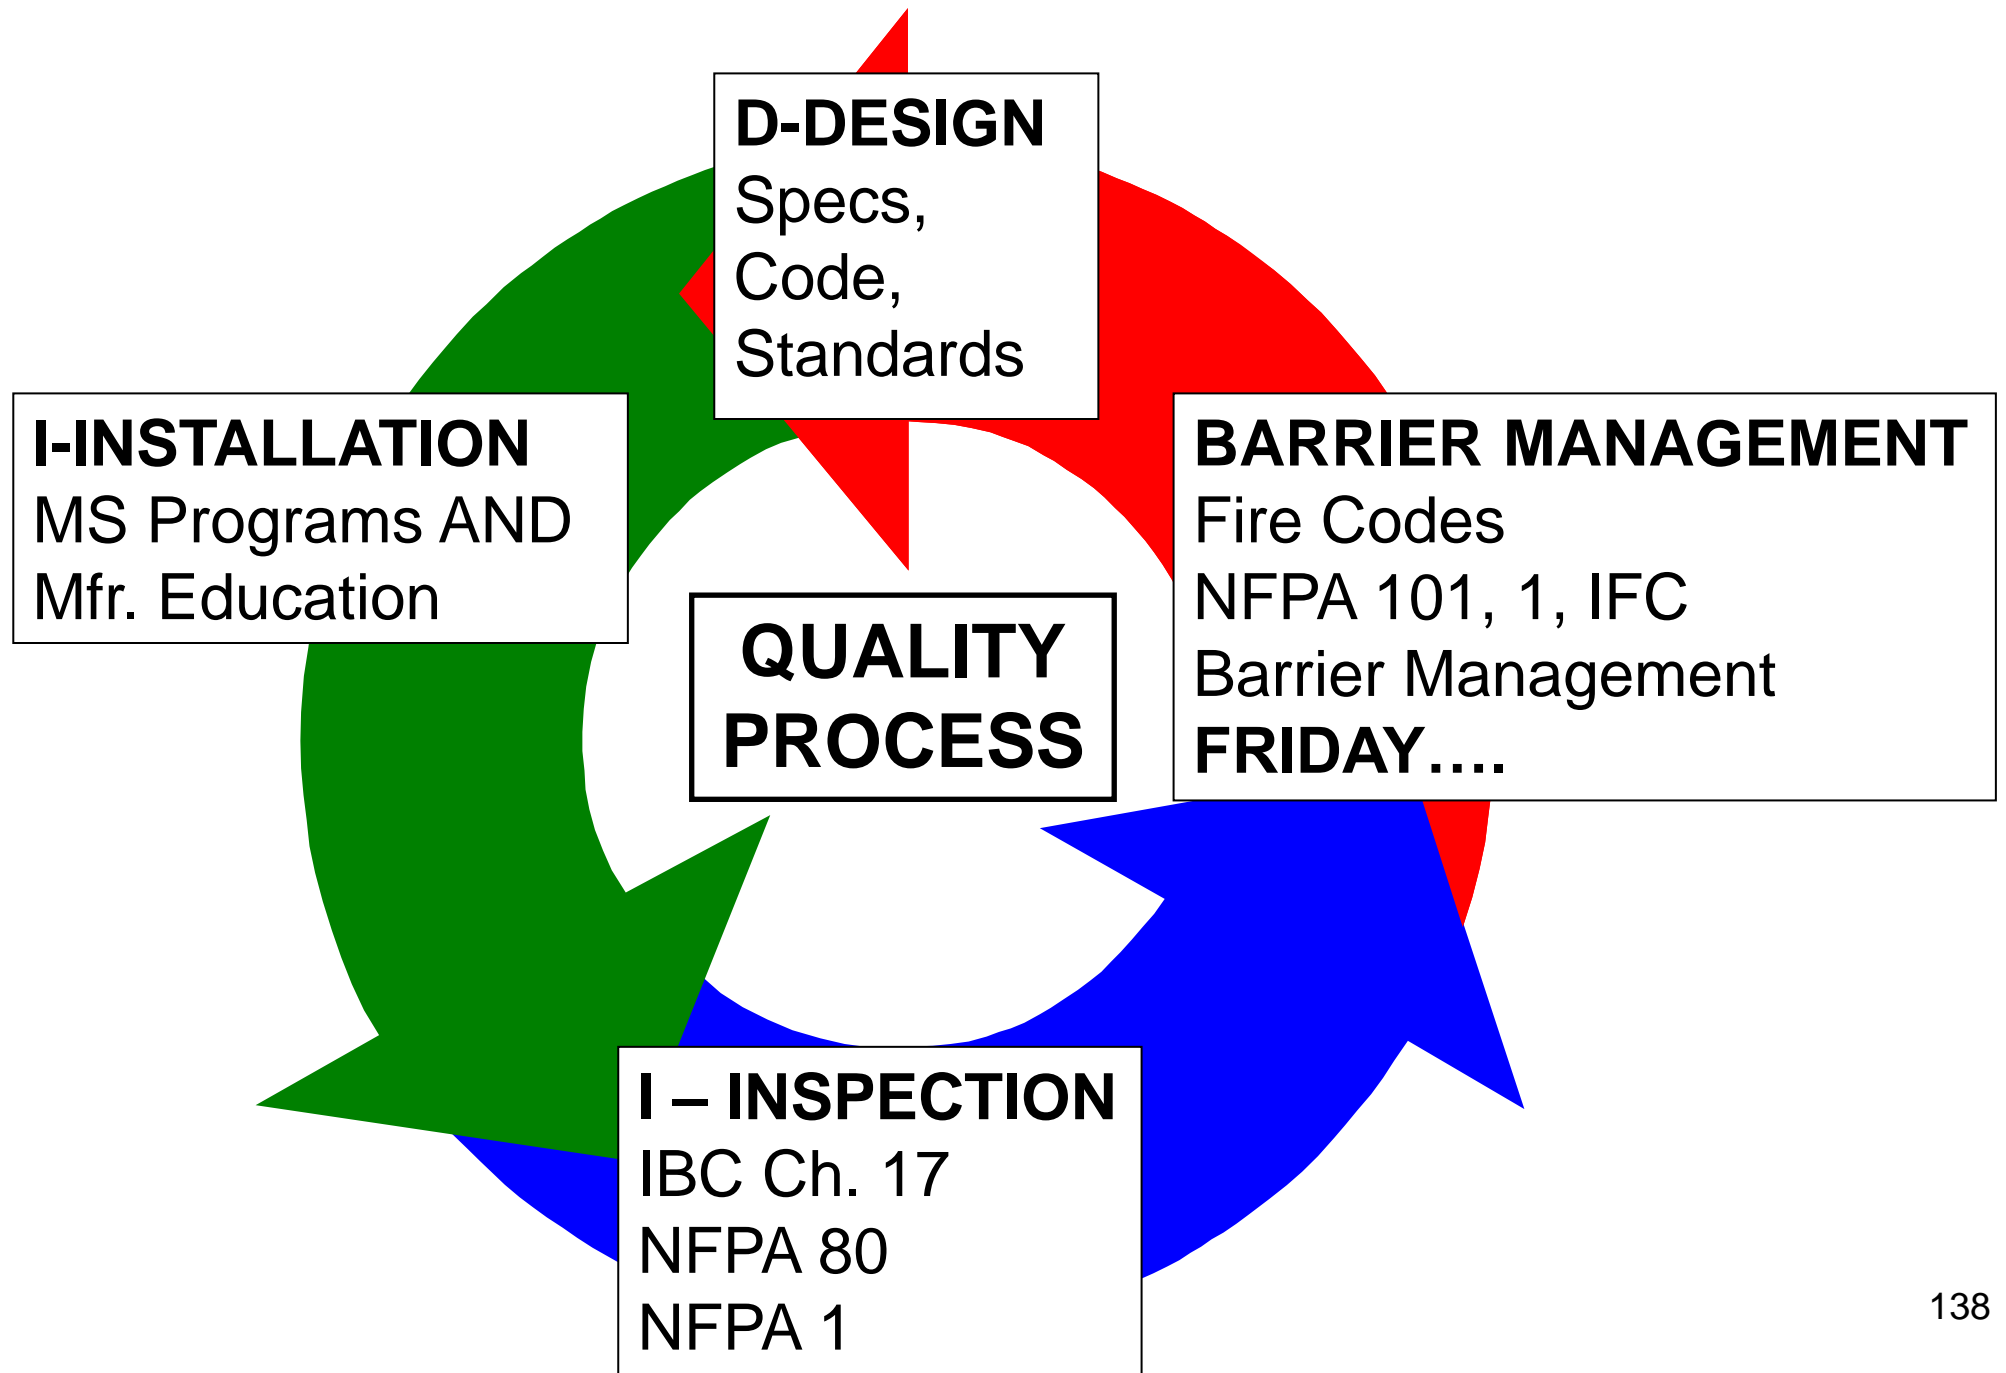 D-DESIGN
Specs,
Code,
Standards
I-INSTALLATION
MS Programs AND
Mfr. Education
BARRIER MANAGEMENT
Fire Codes
NFPA 101, 1, IFC
Barrier Management
FRIDAY….
QUALITY
PROCESS
I – INSPECTION
IBC Ch. 17
NFPA 80
NFPA 1
138